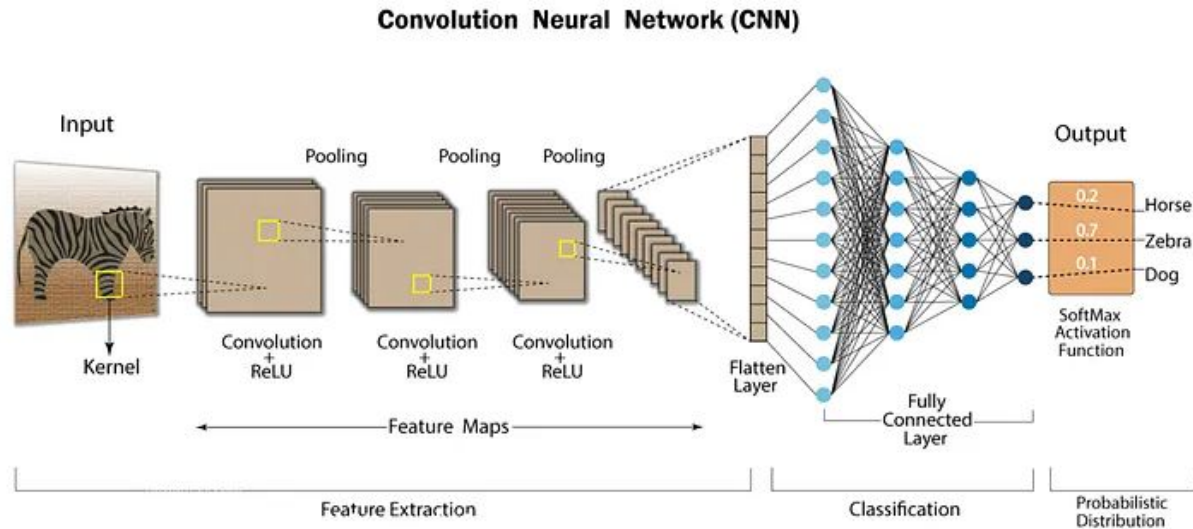 Convolution Neural Network (CNN)
Input
Output
Pooling
Pooling
Pooling
0.2
Horse
0.7
Zebra
0.1
Dog
Kernel
Convolution
+
ReLU
Convolution
+
ReLU
Convolution
+
ReLU
Flatten
Layer
SoftMax
Activation
Function
Fully
Connected
Layer
Feature Maps
Feature Extraction
Classification
Probabilistic
Distribution